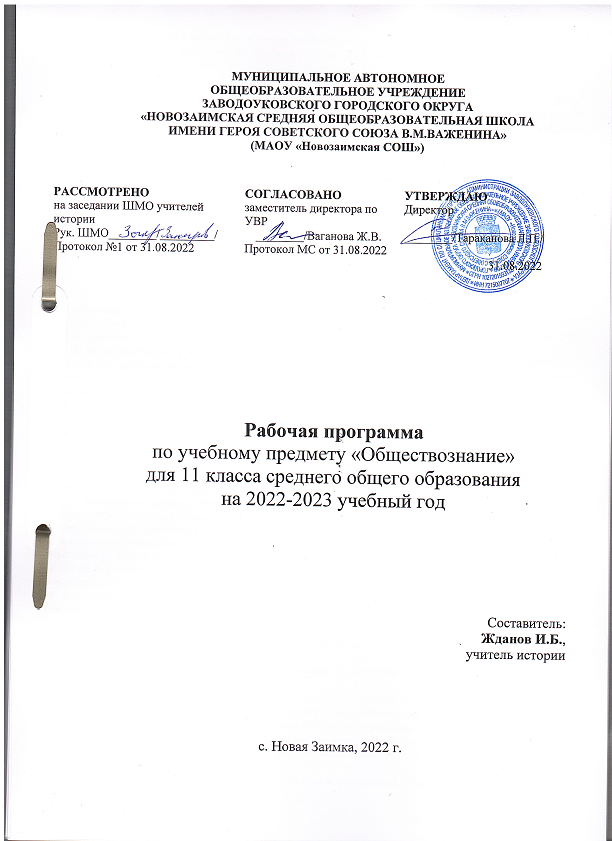 МУНИЦИПАЛЬНОЕ АВТОНОМНОЕ
ОБЩЕОБРАЗОВАТЕЛЬНОЕ УЧРЕЖДЕНИЕ
ЗАВОДОУКОВСКОГО ГОРОДСКОГО ОКРУГА
«НОВОЗАИМСКАЯ СРЕДНЯЯ ОБЩЕОБРАЗОВАТЕЛЬНАЯ ШКОЛА
ИМЕНИ ГЕРОЯ СОВЕТСКОГО СОЮЗА В.М.ВАЖЕНИНА»
(МАОУ «Новозаимская СОШ»)
РАССМОТРЕНО
на заседании ШМО учителей
истории
Рук. ШМО
Протокол №1 от 31.08.2022
СОГЛАСОВАНО
заместитель директора по
УВР
/Ваганова Ж.В.
Протокол МС от 31.08.2022
УТВЕРЖДАЮ
Директор
/Тараканова Л.П.
31.08.2022
Рабочая программа
по учебному предмету «Обществознание»
для 11 класса среднего общего образования
на 2022-2023 учебный год
Составитель:
Жданов И.Б.,
учитель истории
с. Новая Заимка, 2022 г.